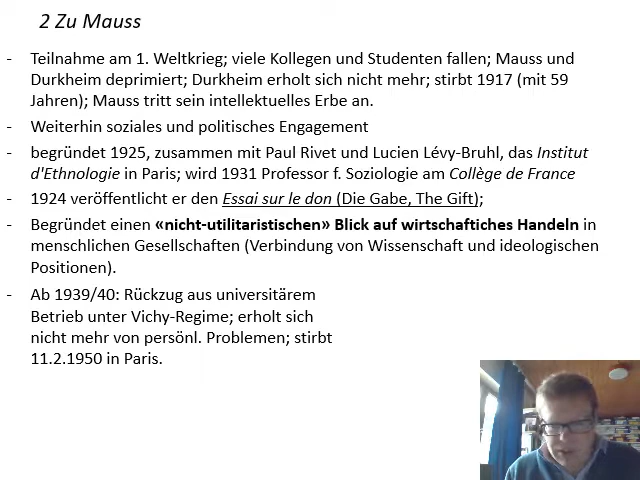 2 Zu Mauss
- Teilnahme am 1. Weltkrieg; viele Kollegen und Studenten fallen; Mauss und
Durkheim deprimiert; Durkheim erholt sich nicht mehr; stirbt 1917 (mit 59
Jahren); Mauss tritt sein intellektuelles Erbe an.
- Weiterhin soziales und politisches Engagement
- begründet 1925, zusammen mit Paul Rivet und Lucien Lévy-Bruhl, das Institut
d'Ethnologie in Paris; wird 1931 Professor f. Soziologie am Collège de France
- 1924 veröffentlicht er den Essai sur le don (Die Gabe, The Gift);
- Begründet einen «nicht-utilitaristischen» Blick auf wirtschaftiches Handeln in
menschlichen Gesellschaften (Verbindung von Wissenschaft und ideologischen
Positionen).
- Ab 1939/40: Rückzug aus universitärem
Betrieb unter Vichy-Regime; erholt sich
nicht mehr von persönl. Problemen; stirbt
11.2.1950 in Paris.